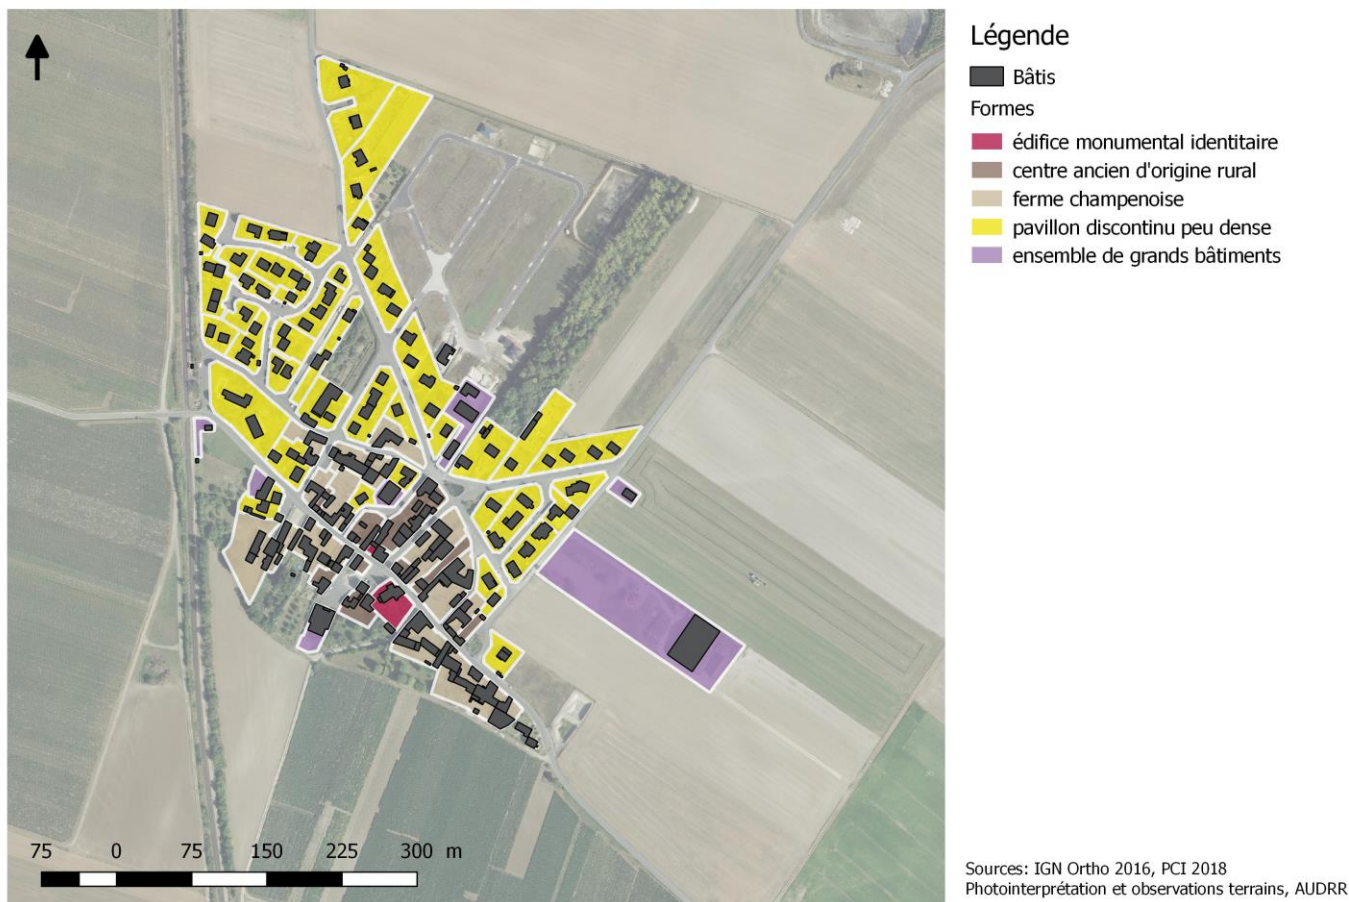 Légende
Bâtis
Formes
édifice monumental identitaire
centre ancien d'origine rural
ferme champenoise
pavillon discontinu peu dense
ensemble de grands bâtiments
75 0 75 150 225 300 m
Sources: IGN Ortho 2016, PCI 2018
Photointerprétation et observations terrains, AUDRR